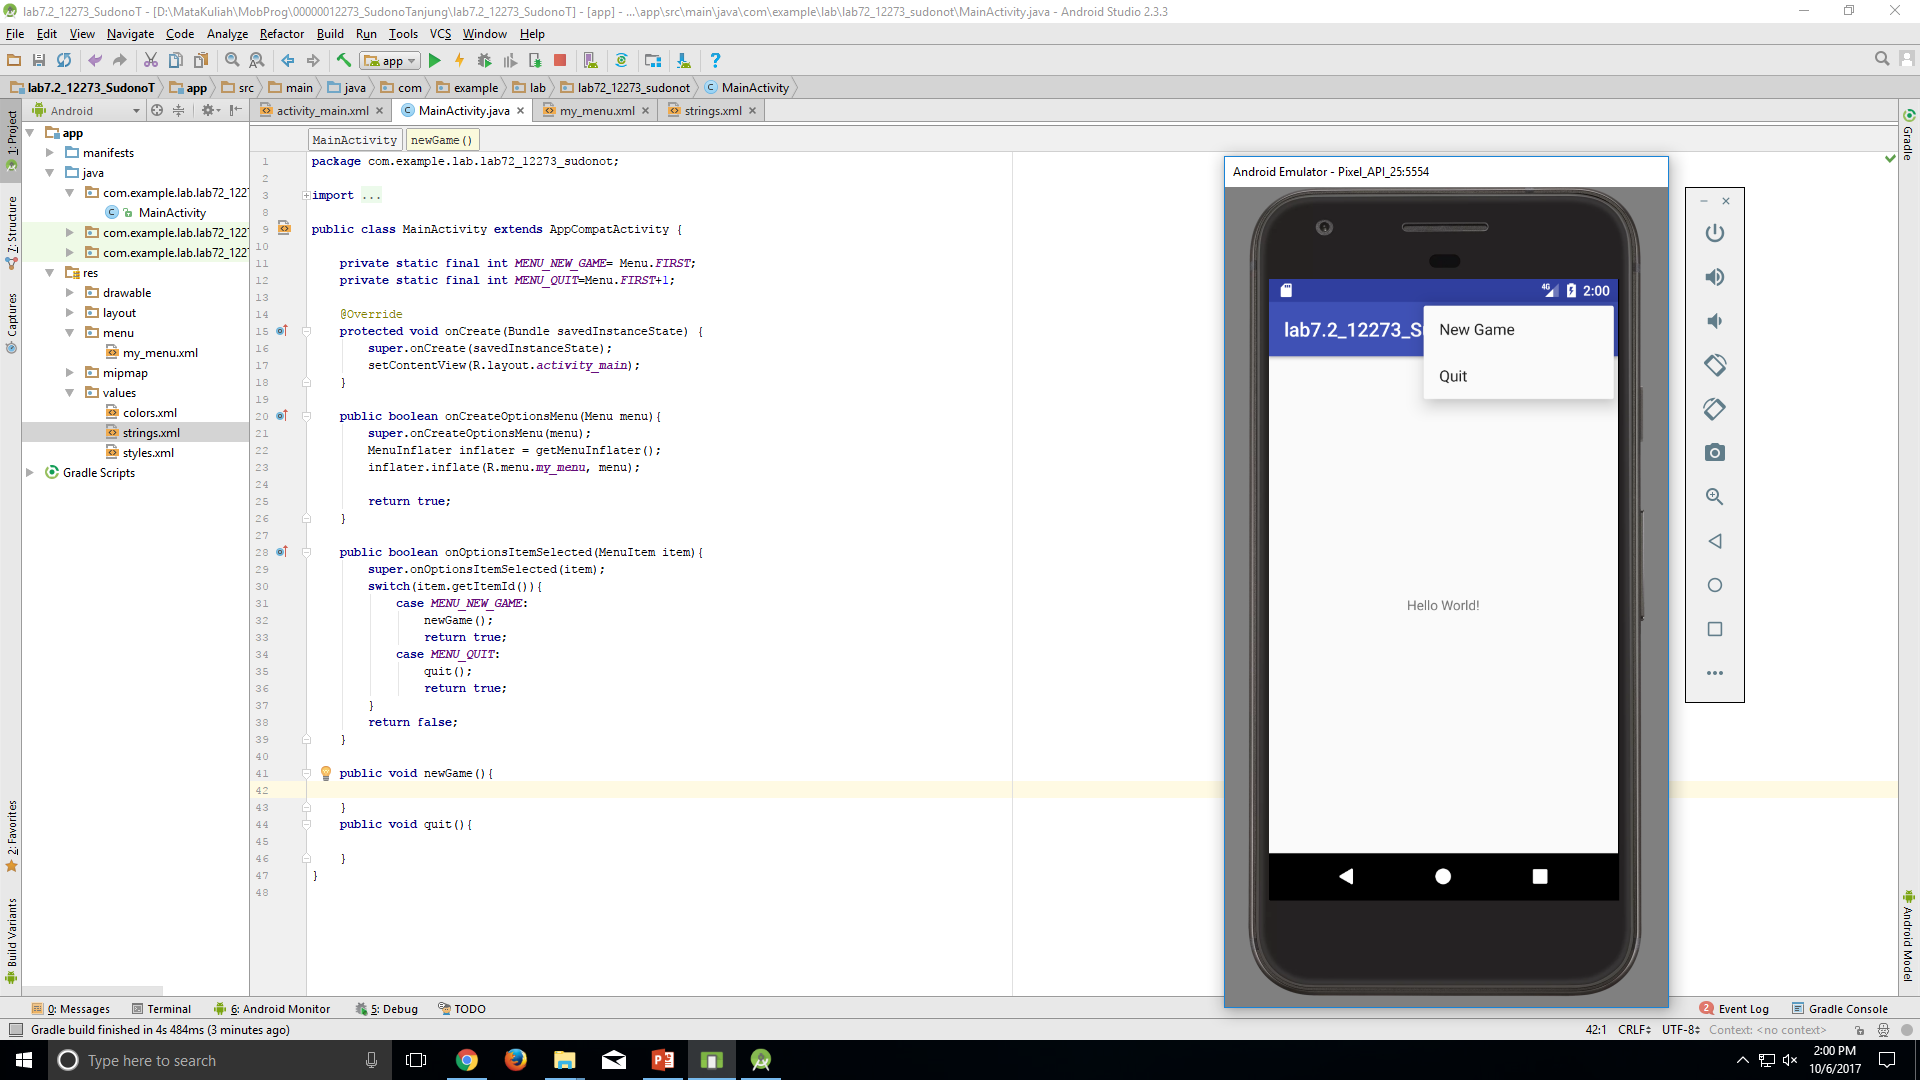 lab7.2_12273_SudonoT - [D:\MataKuliah\MobProg\00000012273_SudonoTanjung\lab7.2_12273_SudonoT] - [app] - ...\app\src\main\java\com\example\lab\lab72_12273_sudonot\MainActivity.java - Android Studio 2.3.3
File Edit View Navigate Code Analyze Refactor Build Run Tools VCS Window Help
app
lab7.2_12273_SudonoT app src main java com example lab lab72_12273_sudonot MainActivity
Android activity_main.xml MainActivity.java my_menu.xml strings.xml
MainActivity newGame()
1: Project
7: Structure
Captures
2: Favorites
Build Variants
app
manifests
java
com.example.lab.lab72_1227
MainActivity
com.example.lab.lab72_1227
com.example.lab.lab72_1227
res
drawable
layout
menu
my_menu.xml
mipmap
values
colors.xml
strings.xml
styles.xml
Gradle Scripts
1 package com.example.lab.lab72_12273_sudonot;
2
3 import ...
8
9 public class MainActivity extends AppCompatActivity {
10
11 private static final int MENU_NEW_GAME= Menu.FIRST;
12 private static final int MENU_QUIT=Menu.FIRST+1;
13
14 @Override
15 protected void onCreate(Bundle savedInstanceState) {
16 super.onCreate(savedInstanceState);
17 setContentView(R.layout.activity_main);
18 }
19
20 public boolean onCreateOptionsMenu(Menu menu){
21 super.onCreateOptionsMenu(menu);
22 MenuInflater inflater = getMenuInflater();
23 inflater.inflate(R.menu.my_menu, menu);
24
25 return true;
26 }
27
28 public boolean onOptionsItemSelected(MenuItem item){
29 super.onOptionsItemSelected(item);
30 switch(item.getItemId()){
31 case MENU_NEW_GAME:
32 newGame();
33 return true;
34 case MENU_QUIT:
35 quit();
36 return true;
37 }
38 return false;
39 }
40
41 public void newGame(){
42
43 }
44 public void quit(){
45
46 }
47 }
48
Android Emulator - Pixel_API_25:5554
4G 2:00
lab7.2_12273_S
New Game
Quit
Hello World!
Gradle
Android Model
0: Messages Terminal 6: Android Monitor 5: Debug TODO 2 Event Log Gradle Console
Gradle build finished in 4s 484ms (3 minutes ago) 42:1 CRLF UTF-8 Context: <no context>
Type here to search
2:00 PM
10/6/2017